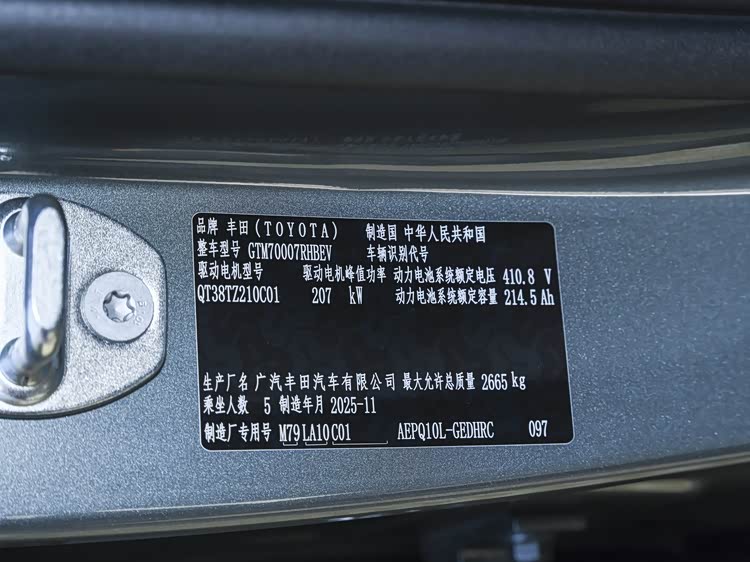 品牌 丰田(TOYOTA) 制造国 中华人民共和国
整车型号 GTM70007RHBEV 车辆识别代号
驱动电机型号 驱动电机峰值功率 动力电池系统额定电压 410.8 V
QT38TZ210C01 207 kW 动力电池系统额定容量 214.5 Ah
生产厂名 广汽丰田汽车有限公司 最大允许总质量 2665 kg
乘坐人数 5 制造年月 2025-11
制造厂专用号 M79 LA10 C01 AEPQ10L-GEDHRC 097